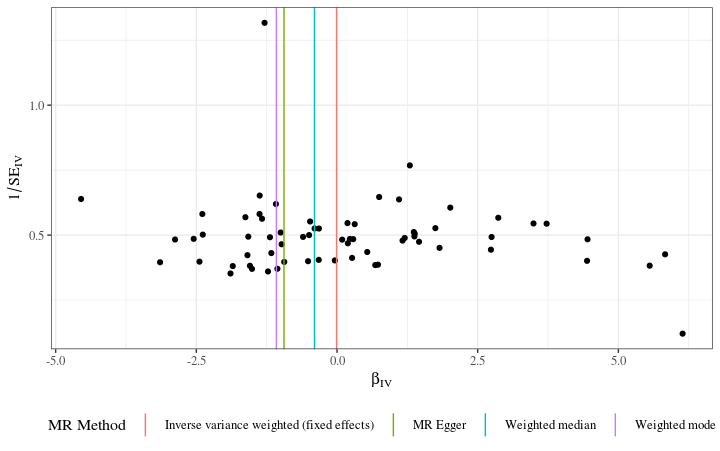 1.0
0.5
1/SE_IV
-5.0 -2.5 0.0 2.5 5.0
β_IV
MR Method Inverse variance weighted (fixed effects) MR Egger Weighted median Weighted mode